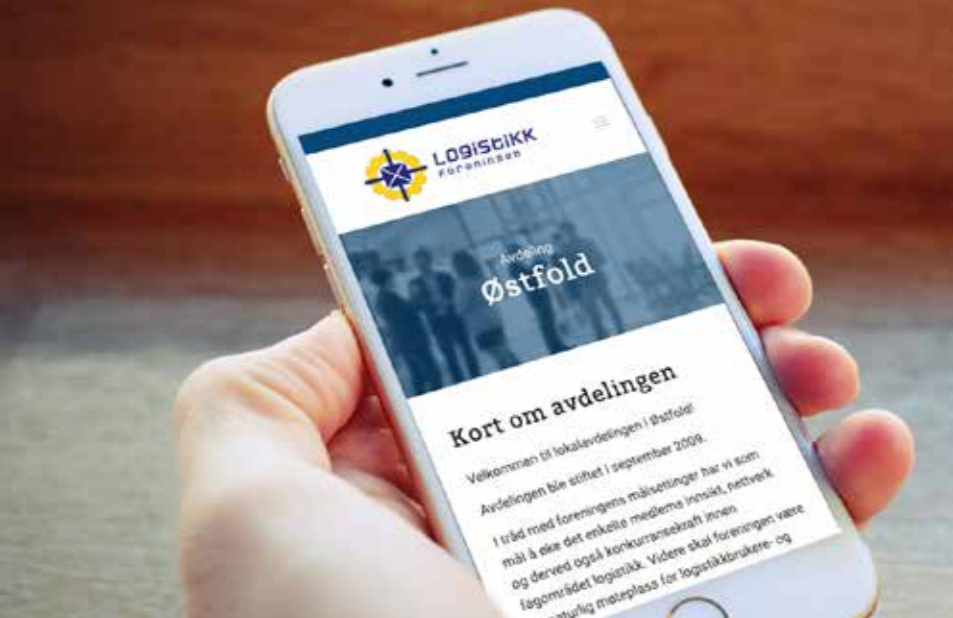 LOGiStiKK
Foreningen
Avdeling
Østfold
Kort om avdelingen
Velkommen til lokalavdelingen i Østfold!
Avdelingen ble stiftet i september 2009.
I tråd med foreningens målsettinger har vi som
mål å øke det enkelte medlems innsikt, nettverk
og derved også konkurransekraft innen
fagområdet logistikk. Videre skal foreningen være
naturlig møteplass for logistikkbrukere- og